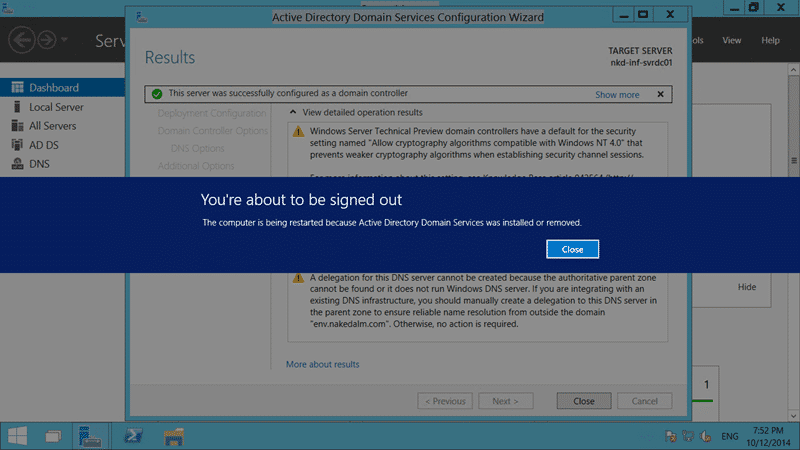 Active Directory Domain Services Configuration Wizard
Serv
ols View Help
Results
TARGET SERVER
nkd-inf-svrdc01
Dashboard
Local Server
All Servers
AD DS
DNS
This server was successfully configured as a domain controller
Show more
Deployment Configuration
Domain Controller Options
DNS Options
Additional Options
View detailed operation results
Windows Server Technical Preview domain controllers have a default for the security
setting named "Allow cryptography algorithms compatible with Windows NT 4.0" that
prevents weaker cryptography algorithms when establishing security channel sessions.
You're about to be signed out
The computer is being restarted because Active Directory Domain Services was installed or removed.
Close
A delegation for this DNS server cannot be created because the authoritative parent zone
cannot be found or it does not run Windows DNS server. If you are integrating with an
existing DNS infrastructure, you should manually create a delegation to this DNS server in
the parent zone to ensure reliable name resolution from outside the domain
"env.nakedalm.com". Otherwise, no action is required.
Hide
More about results
1
< Previous
Next >
Close
Cancel
ENG
7:52 PM
10/12/2014